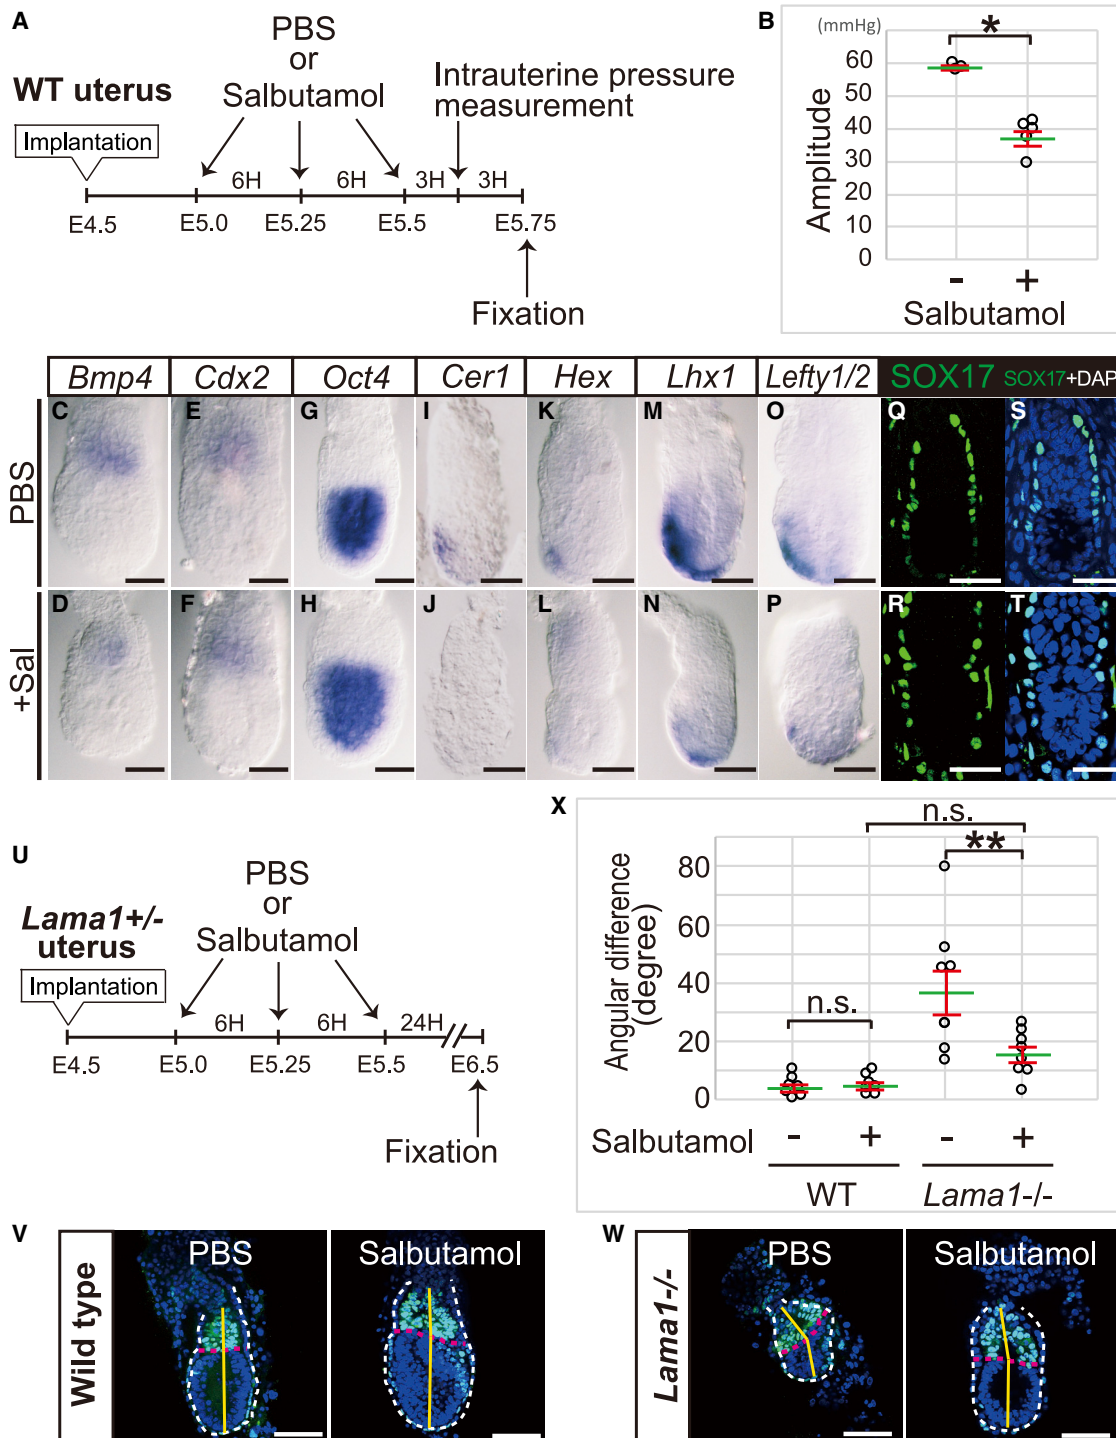 A
PBS
or
Salbutamol
WT uterus
Intrauterine pressure
measurement
Implantation
6H 6H 3H 3H
E4.5 E5.0 E5.25 E5.5 E5.75
Fixation
B
(mmHg)
*
60
50
40
30
20
10
0
Amplitude
- +
Salbutamol
Bmp4 Cdx2 Oct4 Cer1 Hex Lhx1 Lefty1/2 SOX17 SOX17+DAP
PBS
C E G I K M O Q S
+Sal
D F H J L N P R T
U
PBS
or
Salbutamol
Lama1+/-
uterus
Implantation
6H 6H 24H
E4.5 E5.0 E5.25 E5.5 E6.5
Fixation
X
n.s.
**
n.s.
80
60
40
20
0
Angular difference
(degree)
Salbutamol - + - +
WT Lama1-/-
V
Wild type
PBS Salbutamol
W
Lama1-/-
PBS Salbutamol